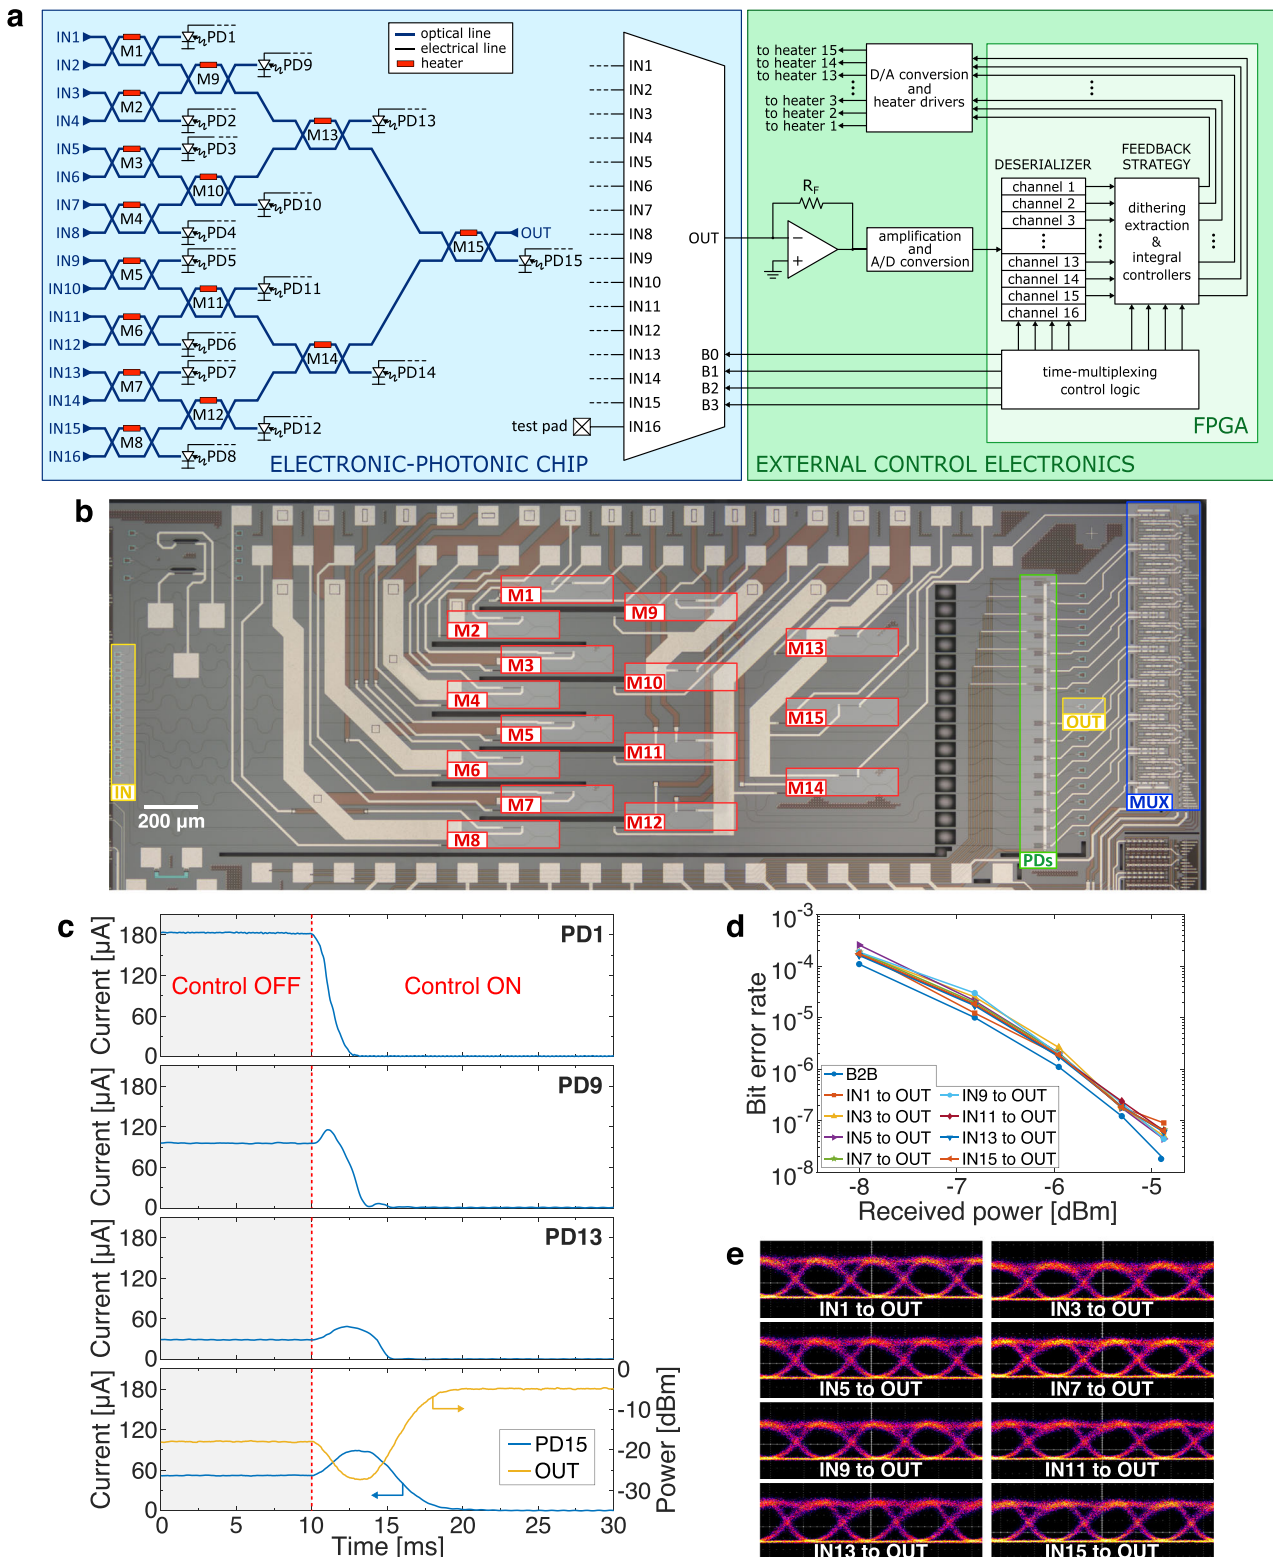 a
IN1
IN2
IN3
IN4
IN5
IN6
IN7
IN8
IN9
IN10
IN11
IN12
IN13
IN14
IN15
IN16
M1
M2
M3
M4
M5
M6
M7
M8
PD1
PD2
PD3
PD4
PD5
PD6
PD7
PD8
M9
M10
M11
M12
PD9
PD10
PD11
PD12
M13
M14
PD13
PD14
M15
OUT
PD15
optical line
electrical line
heater
IN1
IN2
IN3
IN4
IN5
IN6
IN7
IN8
IN9
IN10
IN11
IN12
IN13
IN14
IN15
IN16
test pad
OUT
B0
B1
B2
B3
ELECTRONIC-PHOTONIC CHIP
to heater 15
to heater 14
to heater 13
to heater 3
to heater 2
to heater 1
D/A conversion
and
heater drivers
RF
−
+
amplification
and
A/D conversion
DESERIALIZER
channel 1
channel 2
channel 3
channel 13
channel 14
channel 15
channel 16
FEEDBACK
STRATEGY
dithering
extraction
&
integral
controllers
time-multiplexing
control logic
FPGA
EXTERNAL CONTROL ELECTRONICS
b
IN
200 µm
M1
M2
M3
M4
M5
M6
M7
M8
M9
M10
M11
M12
M13
M15
M14
PDs
OUT
MUX
c
Current [µA]
180
120
60
0
Control OFF
Control ON
PD1
Current [µA]
180
120
60
0
PD9
Current [µA]
180
120
60
0
PD13
Current [µA]
180
120
60
0
PD15
OUT
0
-10
-20
-30
Power [dBm]
0 5 10 15 20 25 30
Time [ms]
d
Bit error rate
10-3
10-4
10-5
10-6
10-7
10-8
B2B
IN1 to OUT
IN3 to OUT
IN5 to OUT
IN7 to OUT
IN9 to OUT
IN11 to OUT
IN13 to OUT
IN15 to OUT
-8 -7 -6 -5
Received power [dBm]
e
IN1 to OUT
IN3 to OUT
IN5 to OUT
IN7 to OUT
IN9 to OUT
IN11 to OUT
IN13 to OUT
IN15 to OUT